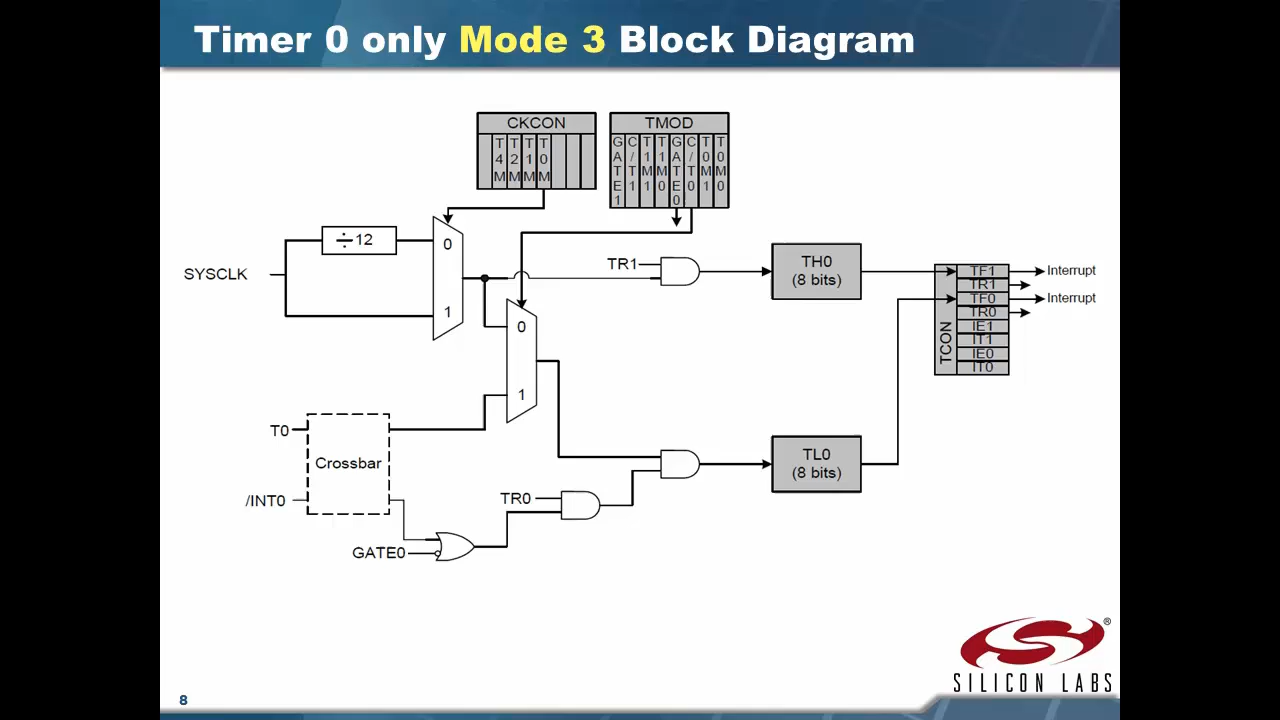 Timer 0 only Mode 3 Block Diagram
CKCON
T4M T2M T1M T0M
TMOD
GATE1 C/T1 T1M1 T1M0 GATE0 C/T0 T0M1 T0M0
÷12
0
SYSCLK
1
TR1
TH0
(8 bits)
TF1
Interrupt
TR1
TF0
Interrupt
TR0
IE1
IT1
IE0
IT0
TCON
0
1
T0
Crossbar
/INT0
TL0
(8 bits)
TR0
GATE0
SILICON LABS
®
8